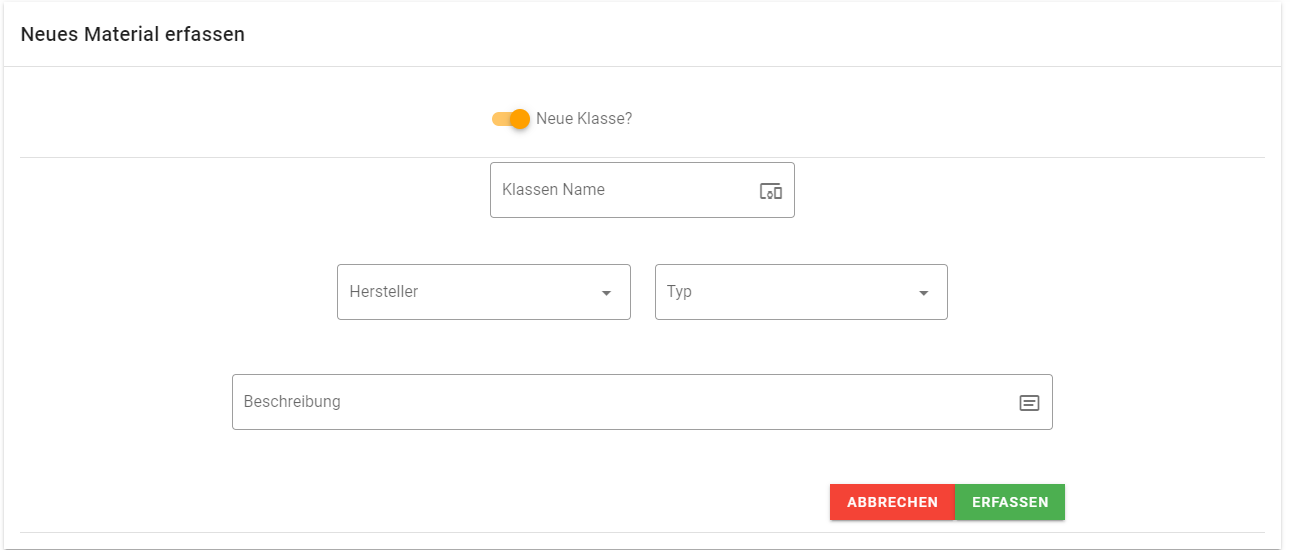 Neues Material erfassen
Neue Klasse?
Klassen Name
Hersteller
Typ
Beschreibung
ABBRECHEN
ERFASSEN